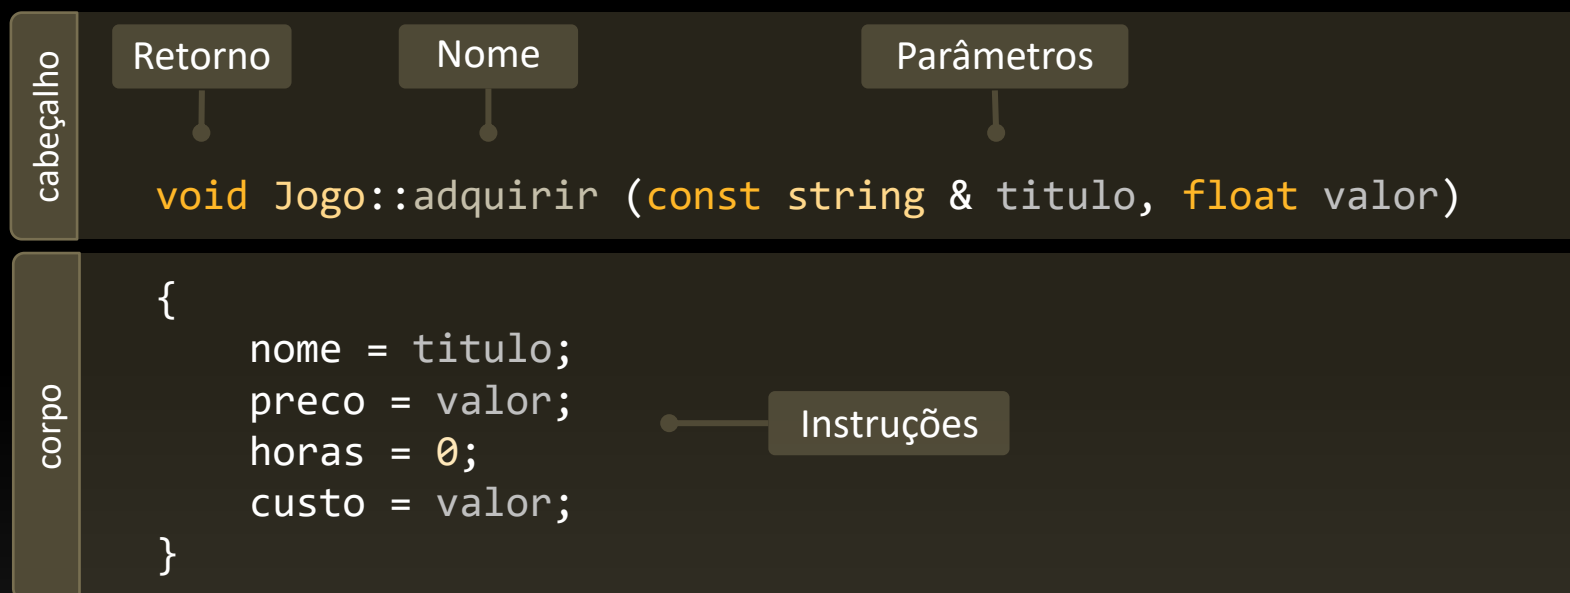 cabeçalho
Retorno
Nome
Parâmetros
void Jogo::adquirir (const string & titulo, float valor)
corpo
{
nome = titulo;
preco = valor;
horas = 0;
custo = valor;
}
Instruções